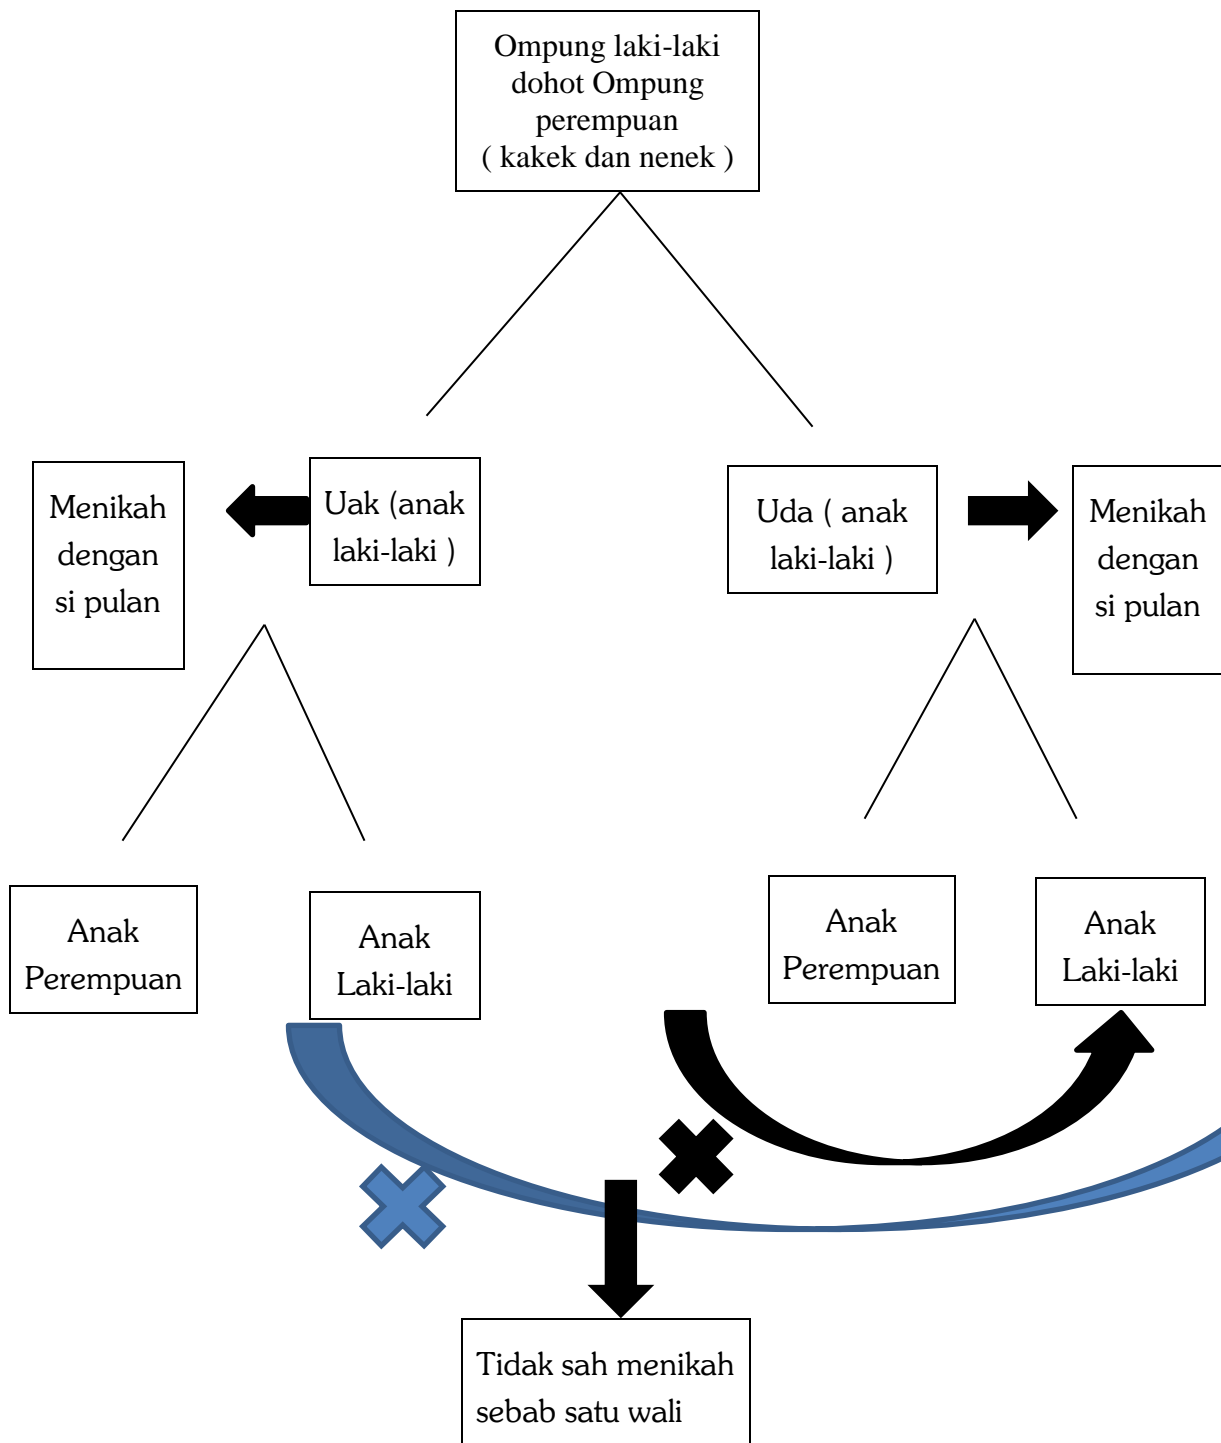 Ompung laki-laki
dohot Ompung
perempuan
( kakek dan nenek )
Menikah
dengan
si pulan
Uak (anak
laki-laki )
Uda ( anak
laki-laki )
Menikah
dengan
si pulan
Anak
Perempuan
Anak
Laki-laki
Anak
Perempuan
Anak
Laki-laki
Tidak sah menikah
sebab satu wali